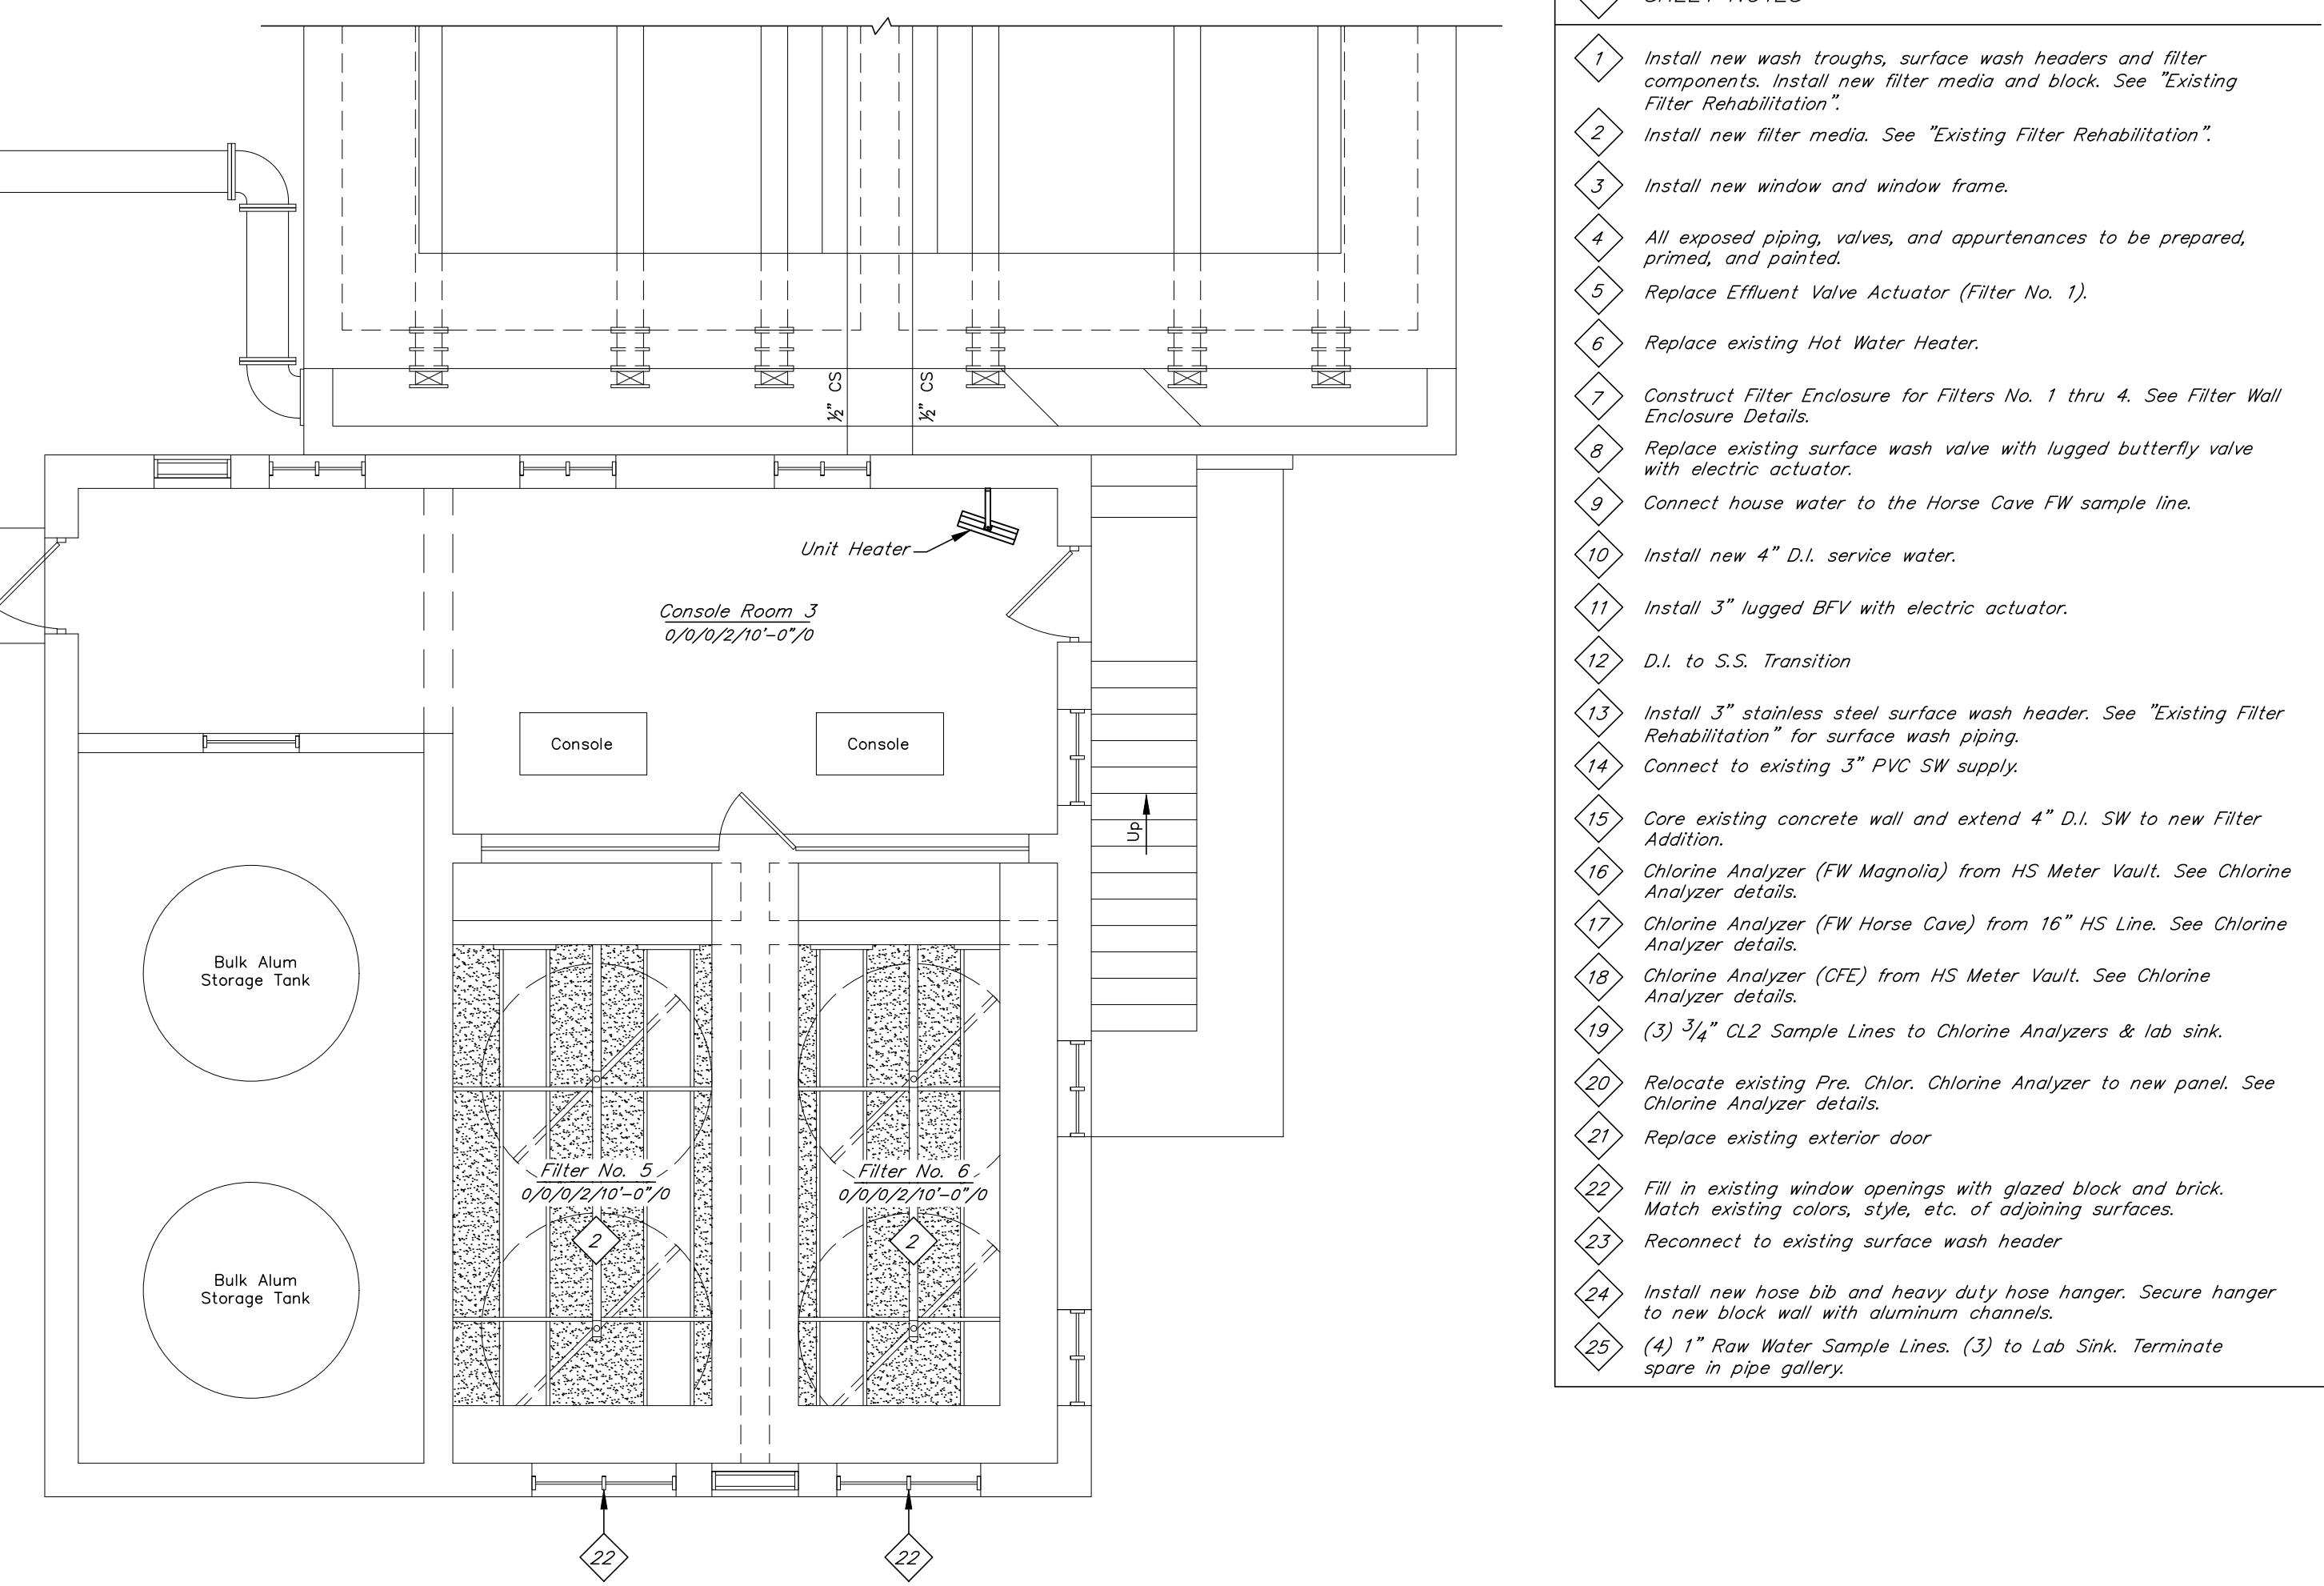 SHEET NOTES
1 Install new wash troughs, surface wash headers and filter
components. Install new filter media and block. See "Existing
Filter Rehabilitation".
2 Install new filter media. See "Existing Filter Rehabilitation".
3 Install new window and window frame.
4 All exposed piping, valves, and appurtenances to be prepared,
primed, and painted.
5 Replace Effluent Valve Actuator (Filter No. 1).
6 Replace existing Hot Water Heater.
7 Construct Filter Enclosure for Filters No. 1 thru 4. See Filter Wall
Enclosure Details.
8 Replace existing surface wash valve with lugged butterfly valve
with electric actuator.
9 Connect house water to the Horse Cave FW sample line.
10 Install new 4" D.I. service water.
11 Install 3" lugged BFV with electric actuator.
12 D.I. to S.S. Transition
13 Install 3" stainless steel surface wash header. See "Existing Filter
Rehabilitation" for surface wash piping.
14 Connect to existing 3" PVC SW supply.
15 Core existing concrete wall and extend 4" D.I. SW to new Filter
Addition.
16 Chlorine Analyzer (FW Magnolia) from HS Meter Vault. See Chlorine
Analyzer details.
17 Chlorine Analyzer (FW Horse Cave) from 16" HS Line. See Chlorine
Analyzer details.
18 Chlorine Analyzer (CFE) from HS Meter Vault. See Chlorine
Analyzer details.
19 (3) 3/4" CL2 Sample Lines to Chlorine Analyzers & lab sink.
20 Relocate existing Pre. Chlor. Chlorine Analyzer to new panel. See
Chlorine Analyzer details.
21 Replace existing exterior door
22 Fill in existing window openings with glazed block and brick.
Match existing colors, style, etc. of adjoining surfaces.
23 Reconnect to existing surface wash header
24 Install new hose bib and heavy duty hose hanger. Secure hanger
to new block wall with aluminum channels.
25 (4) 1" Raw Water Sample Lines. (3) to Lab Sink. Terminate
spare in pipe gallery.
½" CS
½" CS
Unit Heater
Console Room 3
0/0/0/2/10'-0"/0
Console
Console
Up
Bulk Alum
Storage Tank
Bulk Alum
Storage Tank
Filter No. 5
0/0/0/2/10'-0"/0
2
Filter No. 6
0/0/0/2/10'-0"/0
2
22
22